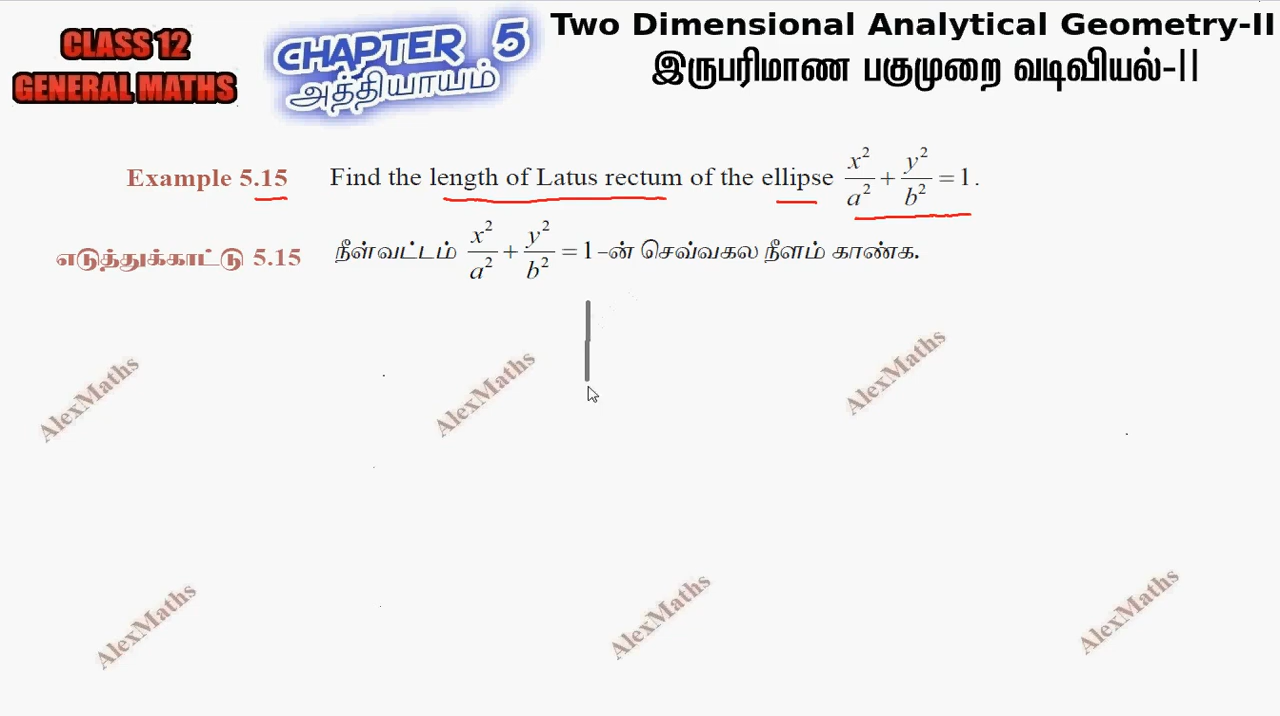 CLASS 12
GENERAL MATHS
CHAPTER 5
அத்தியாயம்
Two Dimensional Analytical Geometry-II
இருபரிமாண பகுமுறை வடிவியல்-II
Example 5.15 Find the length of Latus rectum of the ellipse x²/a² + y²/b² = 1.
எடுத்துக்காட்டு 5.15 நீள்வட்டம் x²/a² + y²/b² = 1-ன் செவ்வகல நீளம் காண்க.
AlexMaths
AlexMaths
AlexMaths
AlexMaths
AlexMaths
AlexMaths